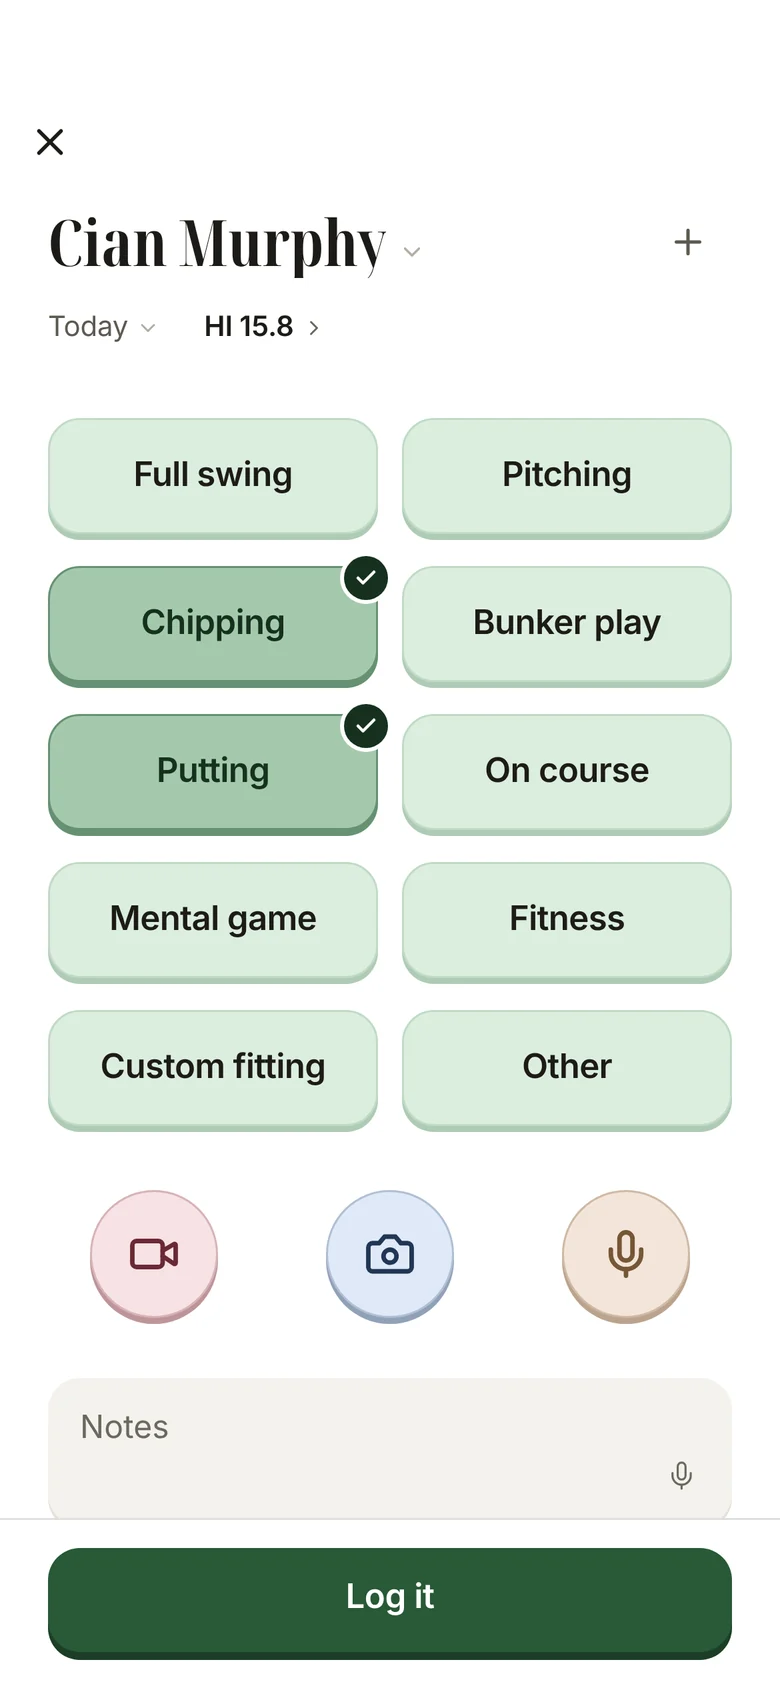 Cian Murphy
Today HI 15.8
Full swing Pitching
Chipping Bunker play
Putting On course
Mental game Fitness
Custom fitting Other
Notes
Log it